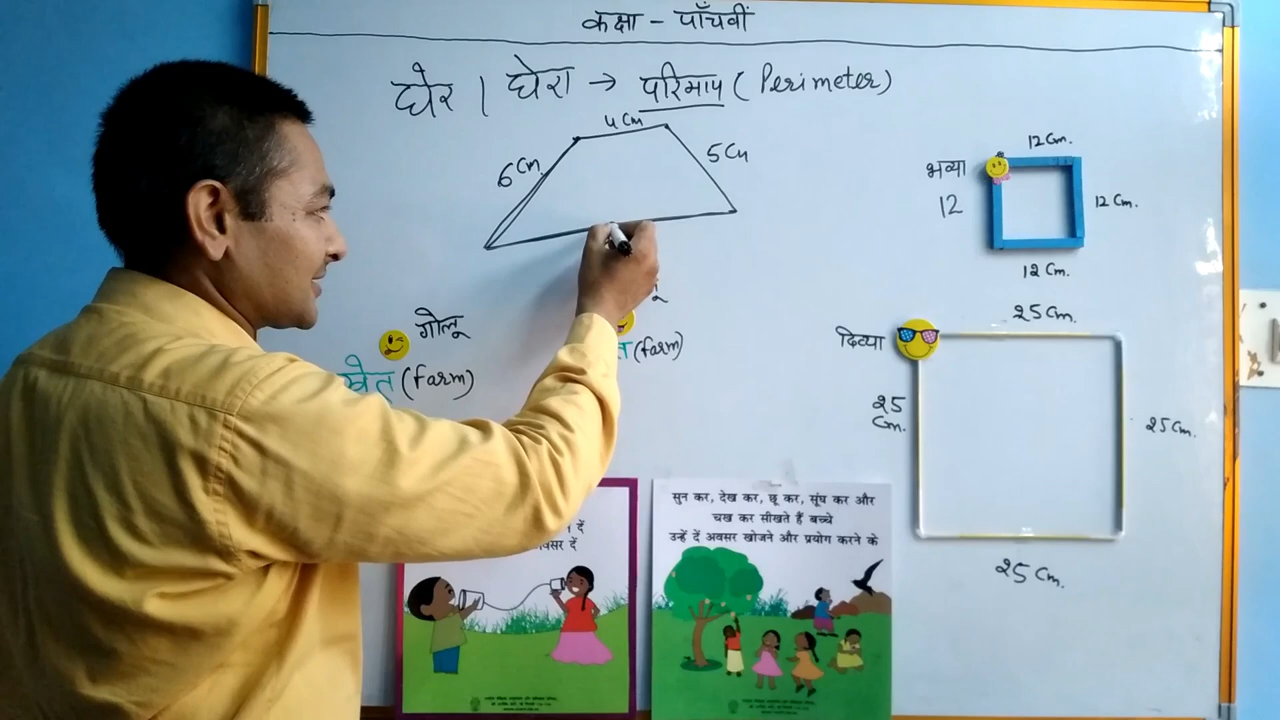 कक्षा - पाँचवीं
घेर । घेरा → परिमाप (Perimeter)
4 Cm
6 Cm.
5 Cm
गोलू
खेत (farm)
त (farm)
भव्या
12
12 Cm.
12 Cm.
12 Cm.
दिव्या
25 Cm.
25
Cm.
25 Cm.
25 Cm.
दें
अवसर दें
सुन कर, देख कर, छू कर, सूंघ कर और
चख कर सीखते हैं बच्चे
उन्हें दें अवसर खोजने और प्रयोग करने के